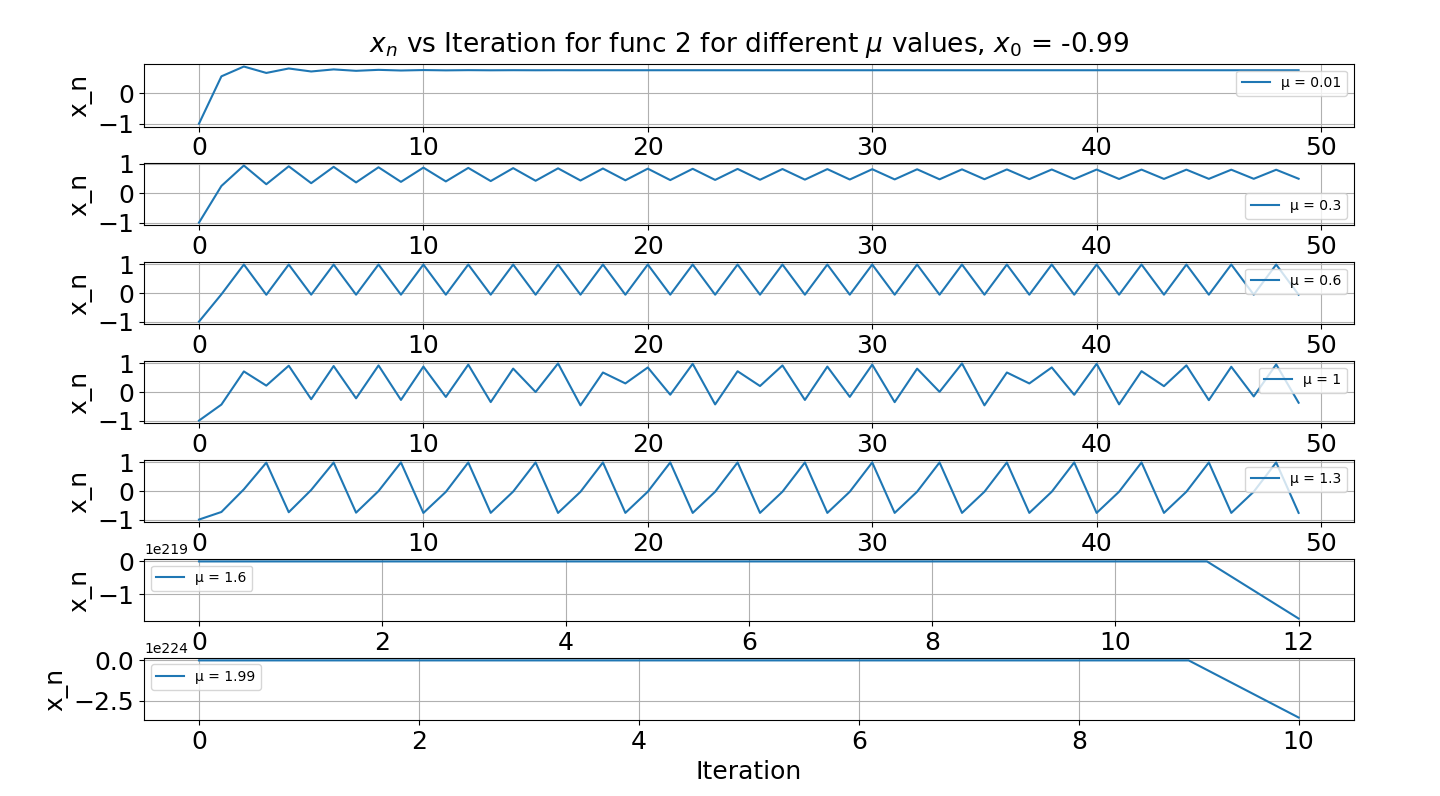 x_n vs Iteration for func 2 for different μ values, x_0 = -0.99
x_n
0
−1
μ = 0.01
0 10 20 30 40 50
x_n
1
0
−1
μ = 0.3
0 10 20 30 40 50
x_n
1
0
−1
μ = 0.6
0 10 20 30 40 50
x_n
1
0
−1
μ = 1
0 10 20 30 40 50
x_n
1
0
−1
μ = 1.3
0 10 20 30 40 50
1e219
x_n
0
−1
μ = 1.6
0 2 4 6 8 10 12
1e224
x_n
0.0
−2.5
μ = 1.99
0 2 4 6 8 10
Iteration